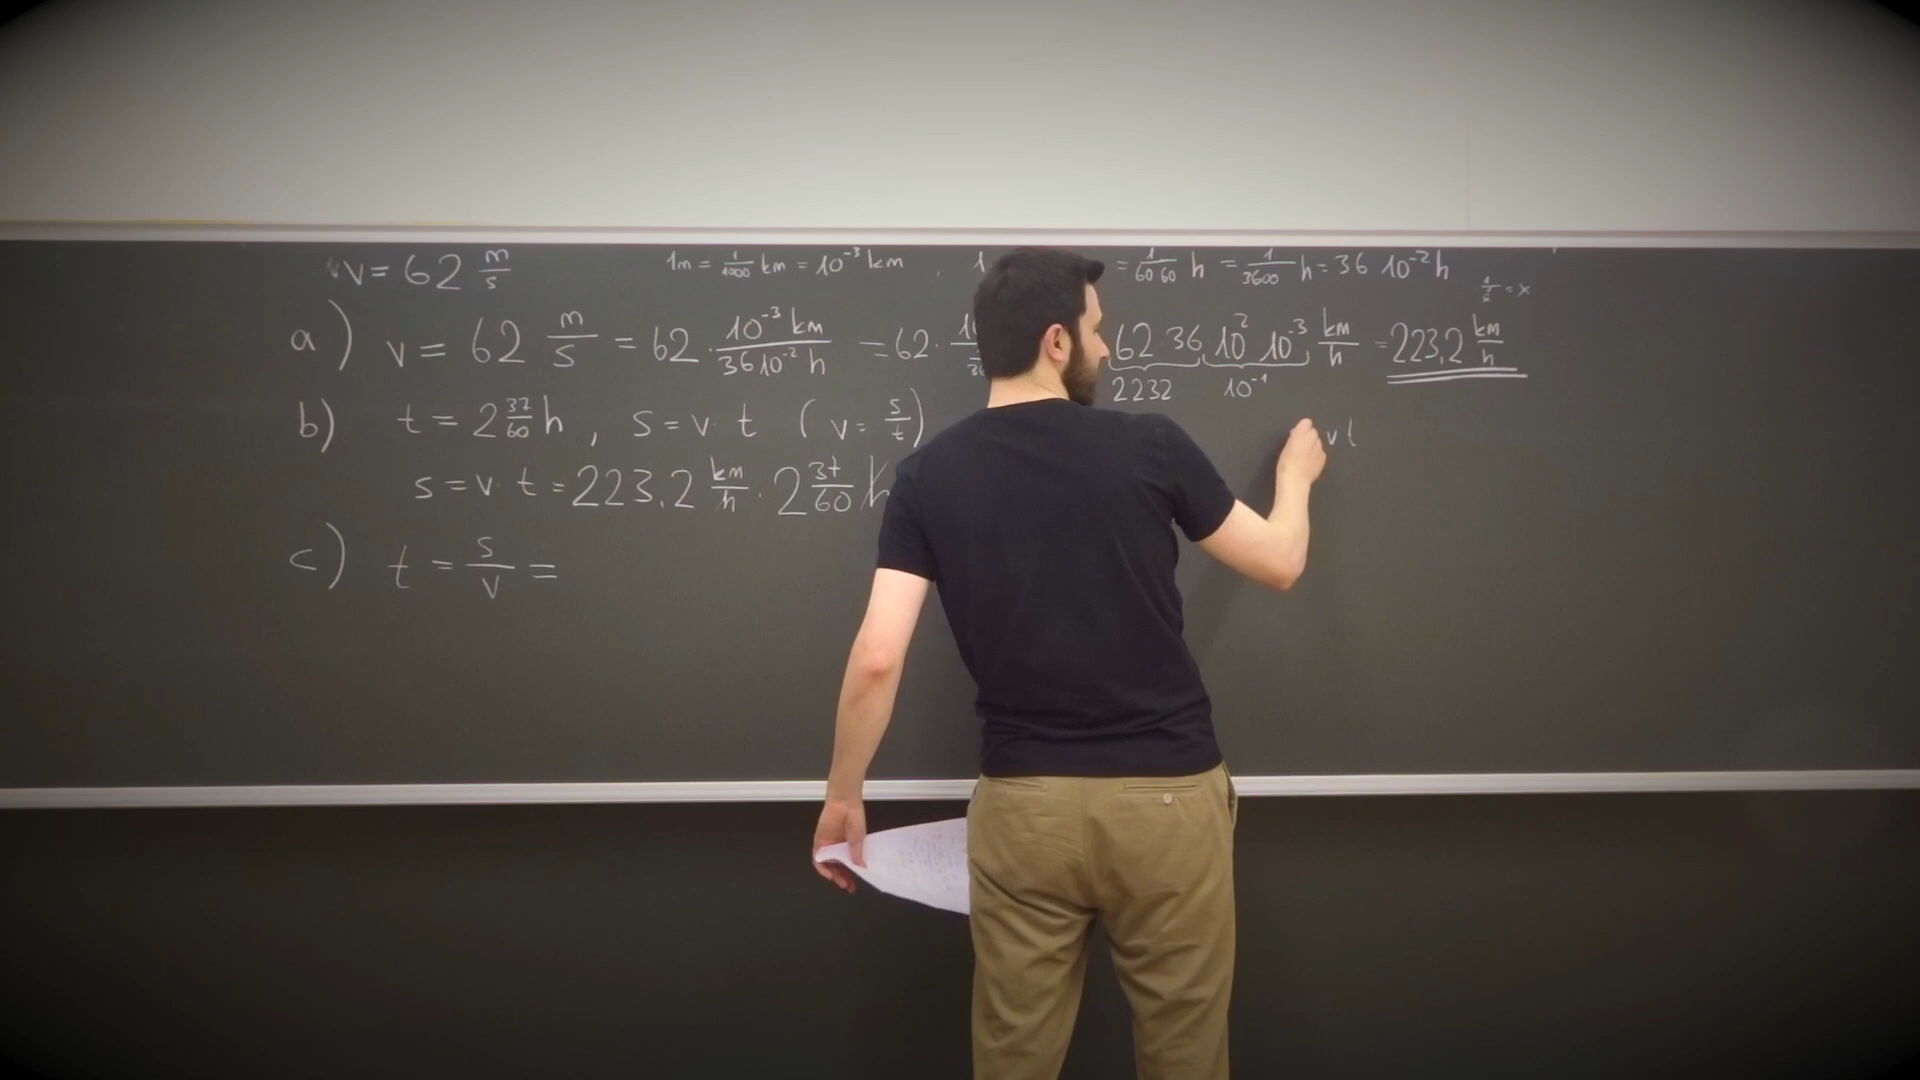 v = 62 m/s
1m = 1/1000 km = 10⁻³ km , 1 = 1/60 60 h = 1/3600 h = 36 10⁻² h
1/1/x = x
a) v = 62 m/s = 62 · 10⁻³ km / 36 10⁻² h = 62 · 62 · 36 10² 10⁻³ km/h = 223,2 km/h
2232 10⁻¹
b) t = 2 37/60 h , s = v · t ( v = s/t ) v t
s = v · t = 223,2 km/h · 2 37/60 h
c) t = s/v =